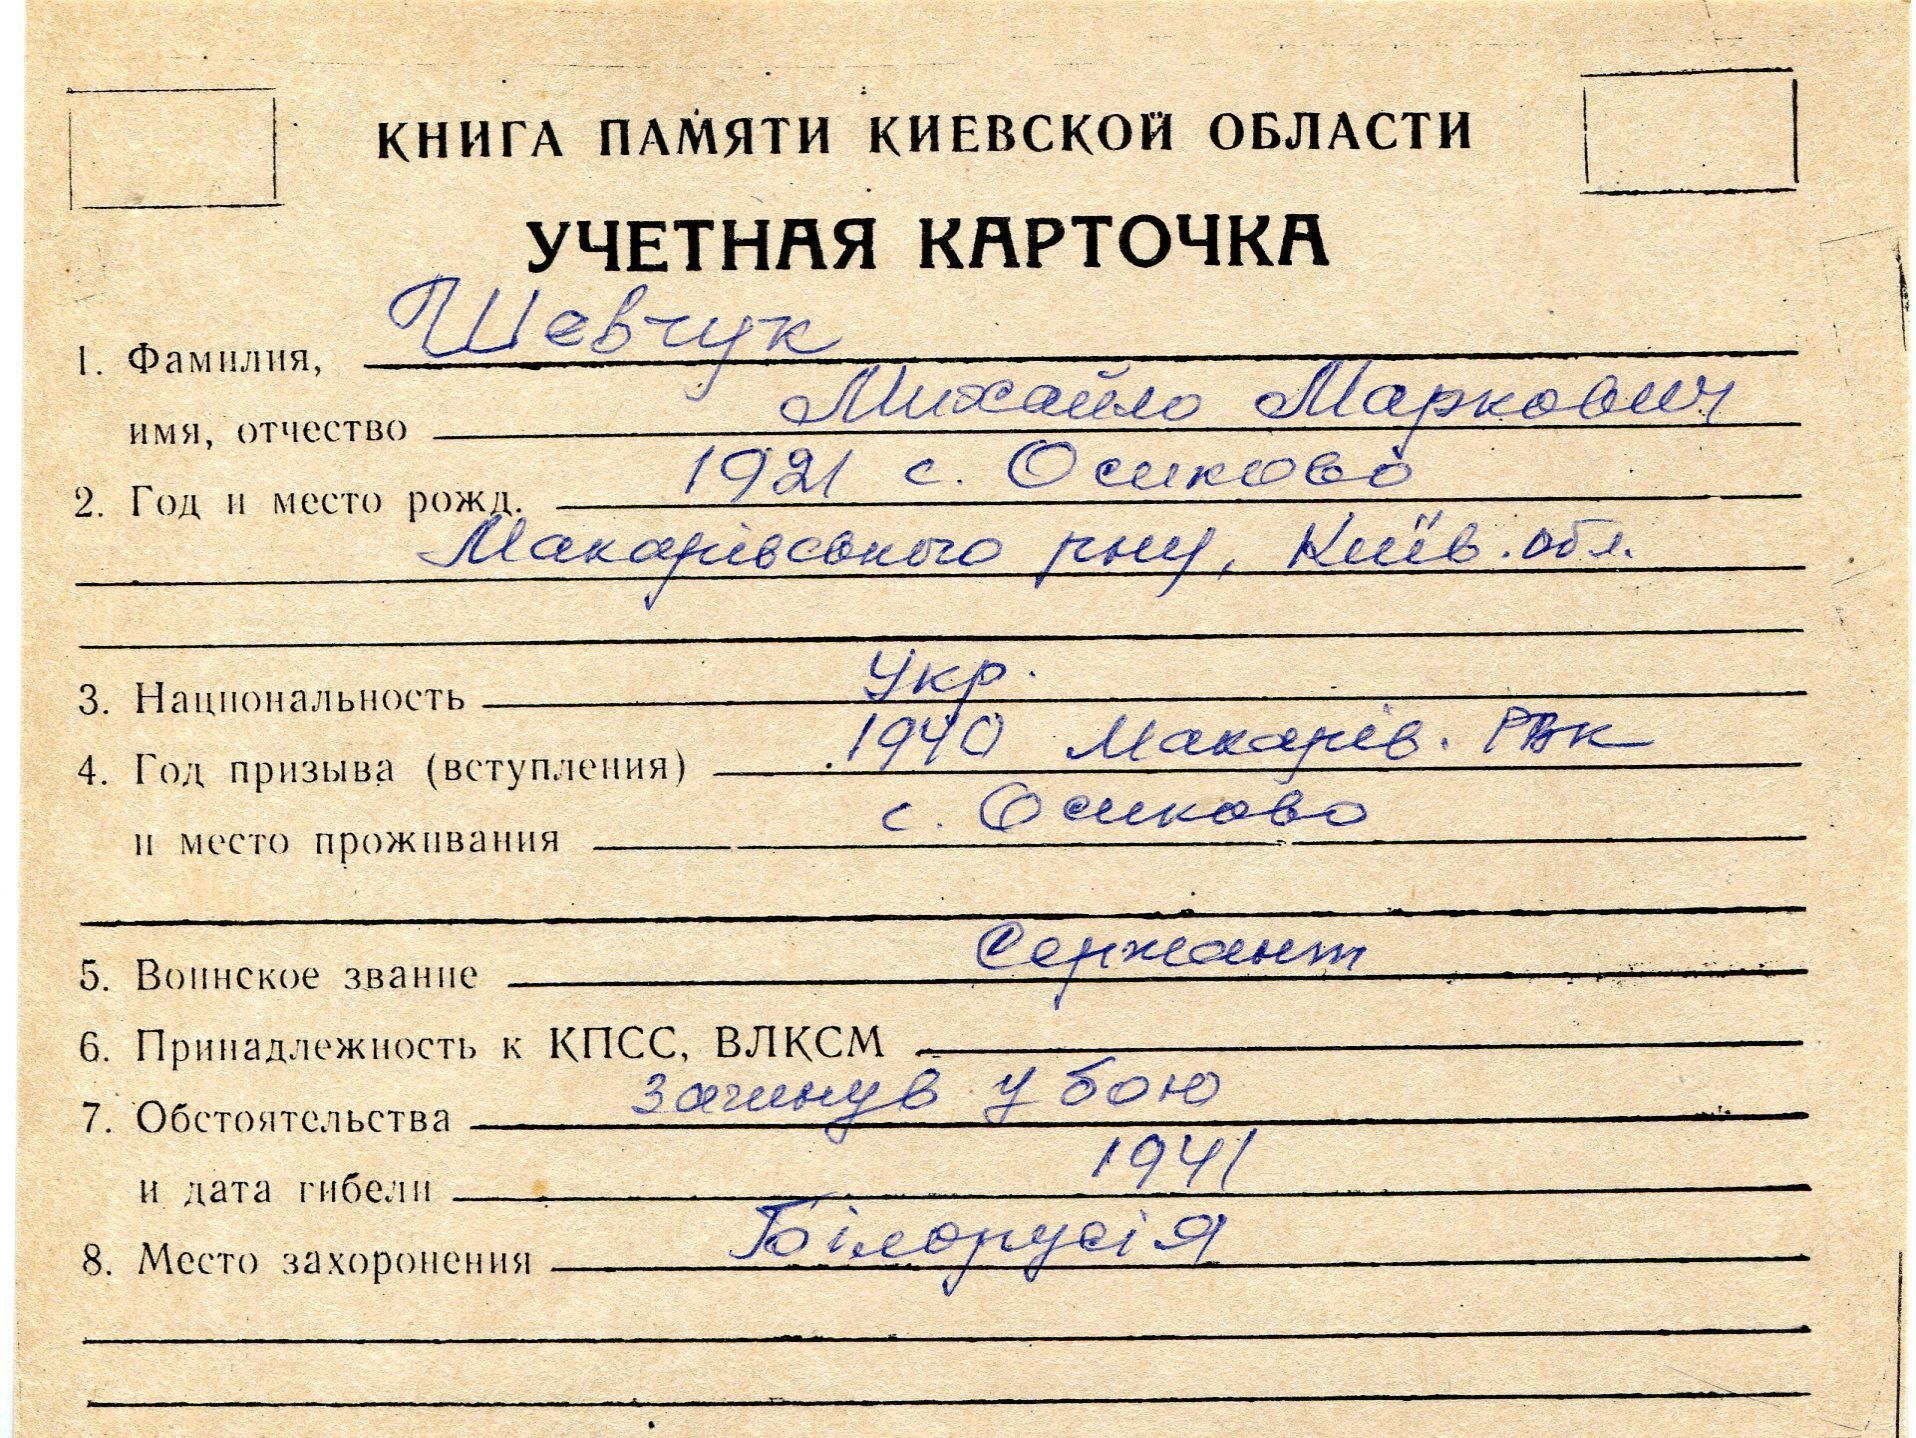 КНИГА ПАМЯТИ КИЕВСКОЙ ОБЛАСТИ
УЧЕТНАЯ КАРТОЧКА
1. Фамилия, Шевчук
имя, отчество Михайло Маркович
2. Год и место рожд. 1921 с. Осиково
Макарівського р-ну, Київ. обл.
3. Национальность Укр.
4. Год призыва (вступления) 1940 Макарів. РВК
и место проживания с. Осиково
5. Воинское звание Сержант
6. Принадлежность к КПСС, ВЛКСМ
7. Обстоятельства загинув у бою
и дата гибели 1941
8. Место захоронения Білорусія